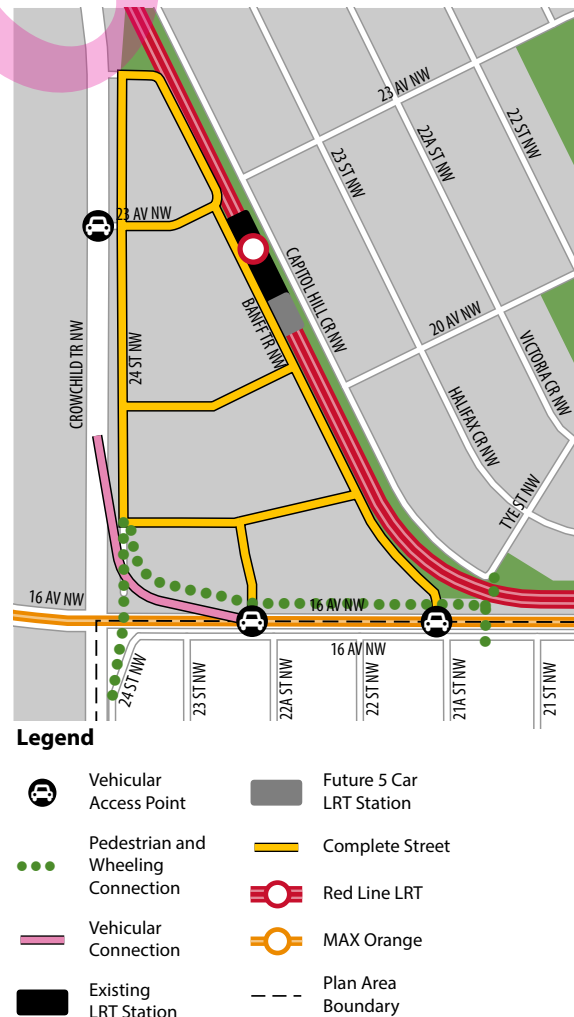 23 AV NW
22 ST NW
22A ST NW
23 ST NW
23 AV NW
CAPITOL HILL CR NW
BANFF TR NW
20 AV NW
VICTORIA CR NW
CROWCHILD TR NW
24 ST NW
HALIFAX CR NW
TYE ST NW
16 AV NW
16 AV NW
16 AV NW
24 ST NW
23 ST NW
22A ST NW
22 ST NW
21A ST NW
21 ST NW
Legend
Vehicular
Access Point
Pedestrian and
Wheeling
Connection
Vehicular
Connection
Existing
LRT Station
Future 5 Car
LRT Station
Complete Street
Red Line LRT
MAX Orange
Plan Area
Boundary